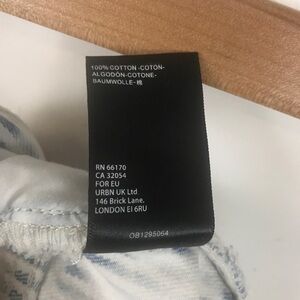 100% COTTON-COTON-
ALGODÓN-COTONE-
BAUMWOLLE-棉
RN 66170
CA 32054
FOR EU
URBN UK Ltd
146 Brick Lane,
LONDON EI 6RU
OB1295064